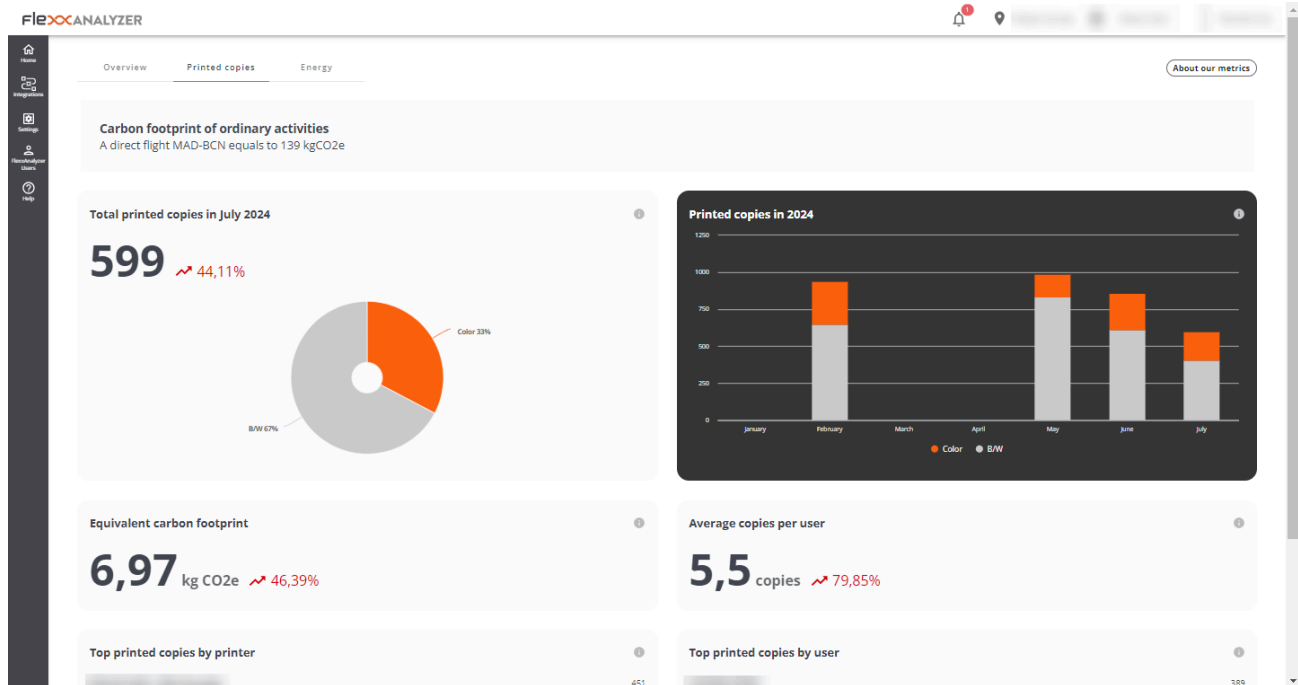 FlexxANALYZER
1
Home
Integrations
Settings
FlexxAnalyzer
Users
Help
Overview
Printed copies
Energy
About our metrics
Carbon footprint of ordinary activities
A direct flight MAD-BCN equals to 139 kgCO2e
Total printed copies in July 2024
599 44,11%
Color 33%
B/W 67%
Printed copies in 2024
1250
1000
750
500
250
0
January February March April May June July
Color B/W
Equivalent carbon footprint
6,97 kg CO2e 46,39%
Average copies per user
5,5 copies 79,85%
Top printed copies by printer
451
Top printed copies by user
389